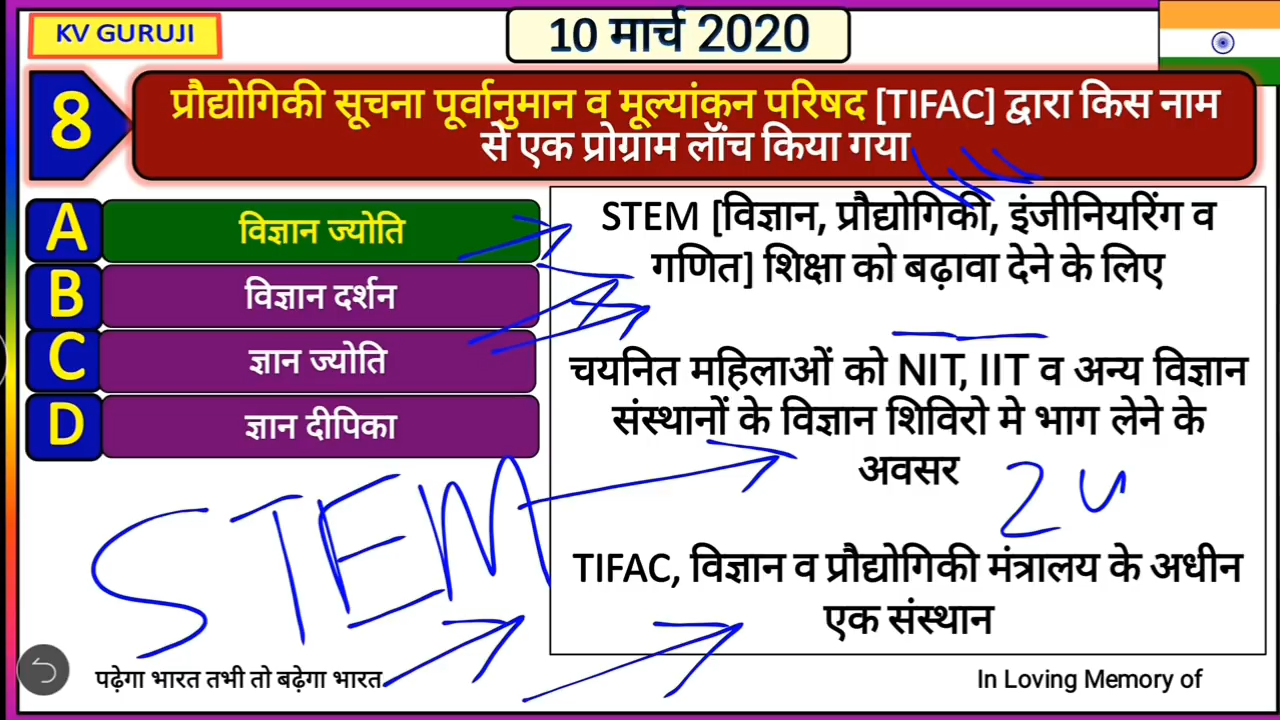 KV GURUJI
10 मार्च 2020
8
प्रौद्योगिकी सूचना पूर्वानुमान व मूल्यांकन परिषद [TIFAC] द्वारा किस नाम
से एक प्रोग्राम लॉंच किया गया
A विज्ञान ज्योति
B विज्ञान दर्शन
C ज्ञान ज्योति
D ज्ञान दीपिका
STEM [विज्ञान, प्रौद्योगिकी, इंजीनियरिंग व
गणित] शिक्षा को बढ़ावा देने के लिए
चयनित महिलाओं को NIT, IIT व अन्य विज्ञान
संस्थानों के विज्ञान शिविरो मे भाग लेने के
अवसर
TIFAC, विज्ञान व प्रौद्योगिकी मंत्रालय के अधीन
एक संस्थान
STEM
पढ़ेगा भारत तभी तो बढ़ेगा भारत
In Loving Memory of